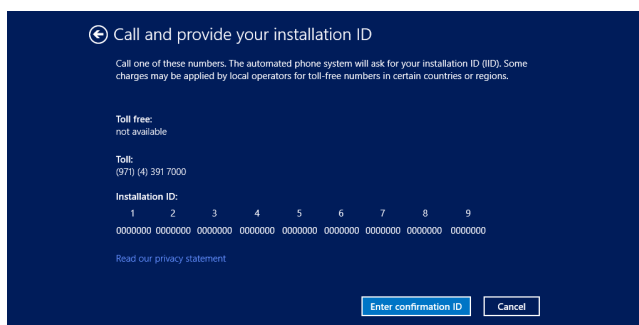 Call and provide your installation ID
Call one of these numbers. The automated phone system will ask for your installation ID (IID). Some
charges may be applied by local operators for toll-free numbers in certain countries or regions.
Toll free:
not available
Toll:
(971) (4) 391 7000
Installation ID:
1 2 3 4 5 6 7 8 9
0000000 0000000 0000000 0000000 0000000 0000000 0000000 0000000 0000000
Read our privacy statement
Enter confirmation ID Cancel